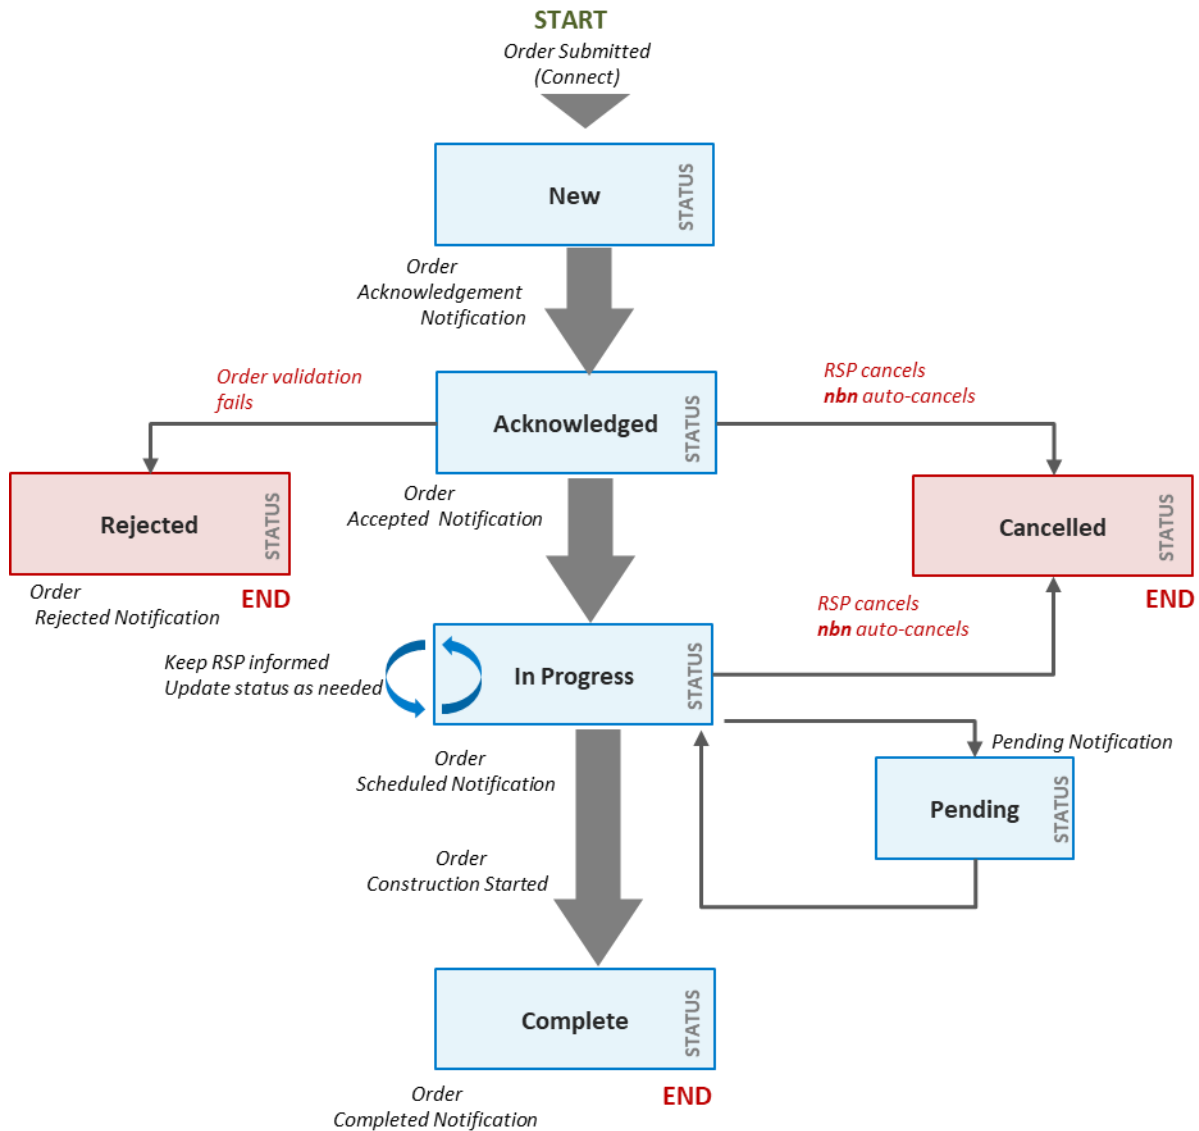 START
Order Submitted
(Connect)
New
STATUS
Order
Acknowledgement
Notification
Order validation
fails
RSP cancels
nbn auto-cancels
Acknowledged
STATUS
Rejected
STATUS
Order
Accepted Notification
Cancelled
STATUS
Order
Rejected Notification
END
END
RSP cancels
nbn auto-cancels
Keep RSP informed
Update status as needed
In Progress
STATUS
Order
Scheduled Notification
Pending Notification
Pending
STATUS
Order
Construction Started
Complete
STATUS
Order
Completed Notification
END